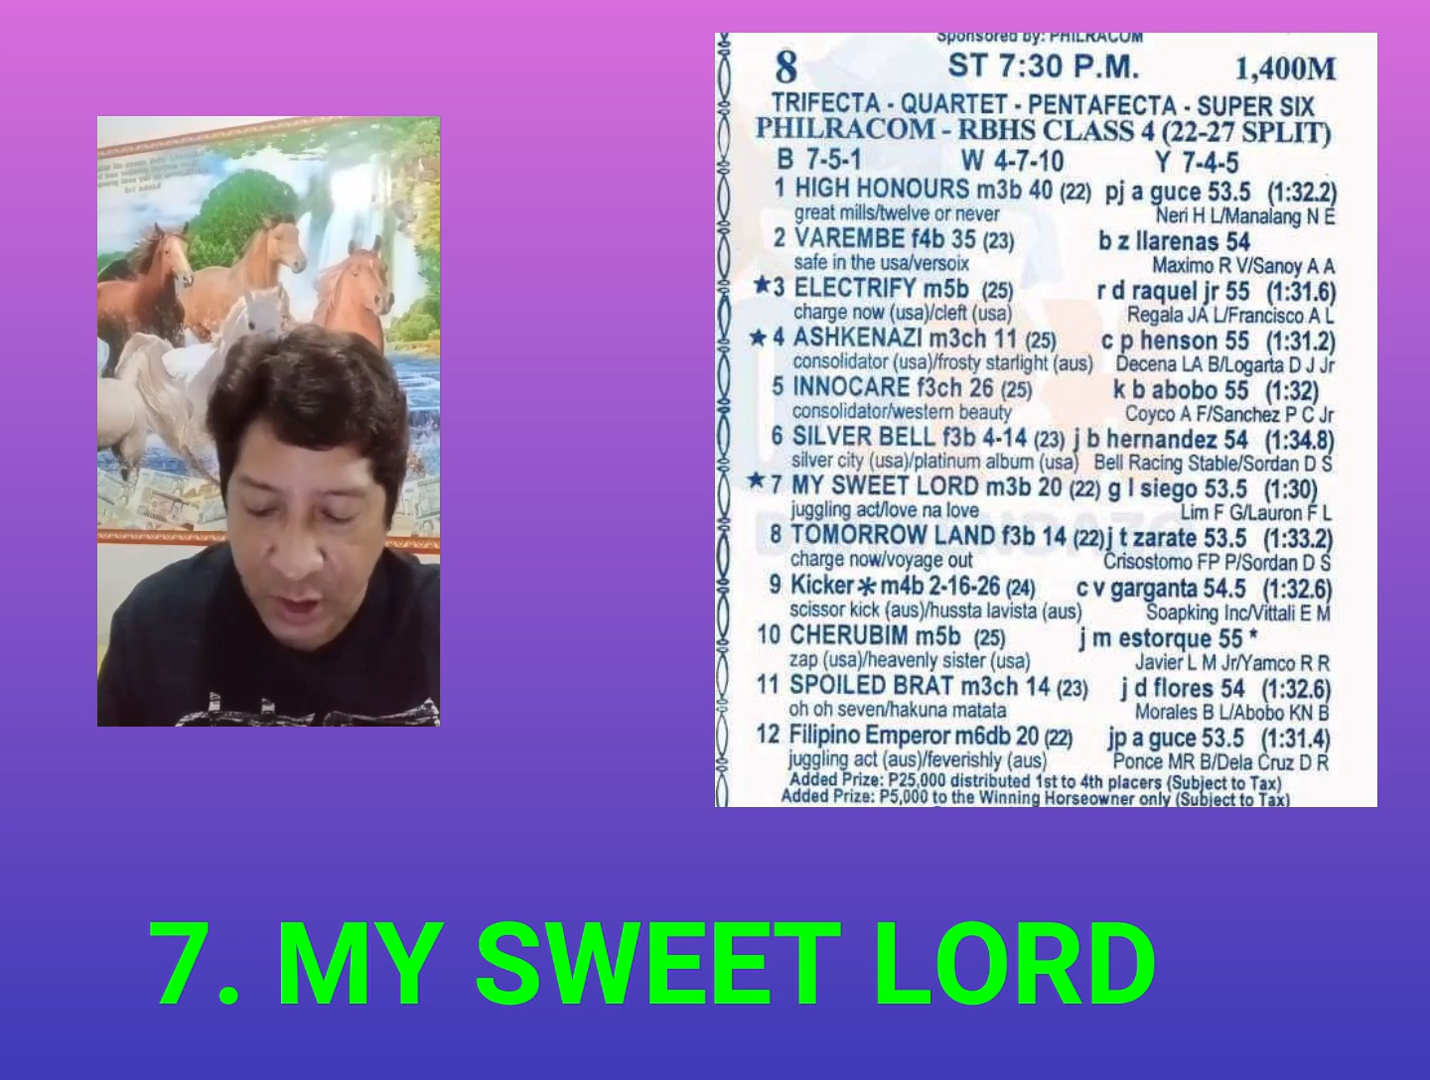 Sponsored by: PHILRACOM
8 ST 7:30 P.M. 1,400M
TRIFECTA - QUARTET - PENTAFECTA - SUPER SIX
PHILRACOM - RBHS CLASS 4 (22-27 SPLIT)
B 7-5-1 W 4-7-10 Y 7-4-5
1 HIGH HONOURS m3b 40 (22) pj a guce 53.5 (1:32.2)
great mills/twelve or never Neri H L/Manalang N E
2 VAREMBE f4b 35 (23) b z llarenas 54
safe in the usa/versoix Maximo R V/Sanoy A A
★3 ELECTRIFY m5b (25) r d raquel jr 55 (1:31.6)
charge now (usa)/cleft (usa) Regala JA L/Francisco A L
★4 ASHKENAZI m3ch 11 (25) c p henson 55 (1:31.2)
consolidator (usa)/frosty starlight (aus) Decena LA B/Logarta D J Jr
5 INNOCARE f3ch 26 (25) k b abobo 55 (1:32)
consolidator/western beauty Coyco A F/Sanchez P C Jr
6 SILVER BELL f3b 4-14 (23) j b hernandez 54 (1:34.8)
silver city (usa)/platinum album (usa) Bell Racing Stable/Sordan D S
★7 MY SWEET LORD m3b 20 (22) g l siego 53.5 (1:30)
juggling act/love na love Lim F G/Lauron F L
8 TOMORROW LAND f3b 14 (22) j t zarate 53.5 (1:33.2)
charge now/voyage out Crisostomo FP P/Sordan D S
9 Kicker* m4b 2-16-26 (24) c v garganta 54.5 (1:32.6)
scissor kick (aus)/hussta lavista (aus) Soapking Inc/Vittali E M
10 CHERUBIM m5b (25) j m estorque 55 *
zap (usa)/heavenly sister (usa) Javier L M Jr/Yamco R R
11 SPOILED BRAT m3ch 14 (23) j d flores 54 (1:32.6)
oh oh seven/hakuna matata Morales B L/Abobo KN B
12 Filipino Emperor m6db 20 (22) jp a guce 53.5 (1:31.4)
juggling act (aus)/feverishly (aus) Ponce MR B/Dela Cruz D R
Added Prize: P25,000 distributed 1st to 4th placers (Subject to Tax)
Added Prize: P5,000 to the Winning Horseowner only (Subject to Tax)
7. MY SWEET LORD